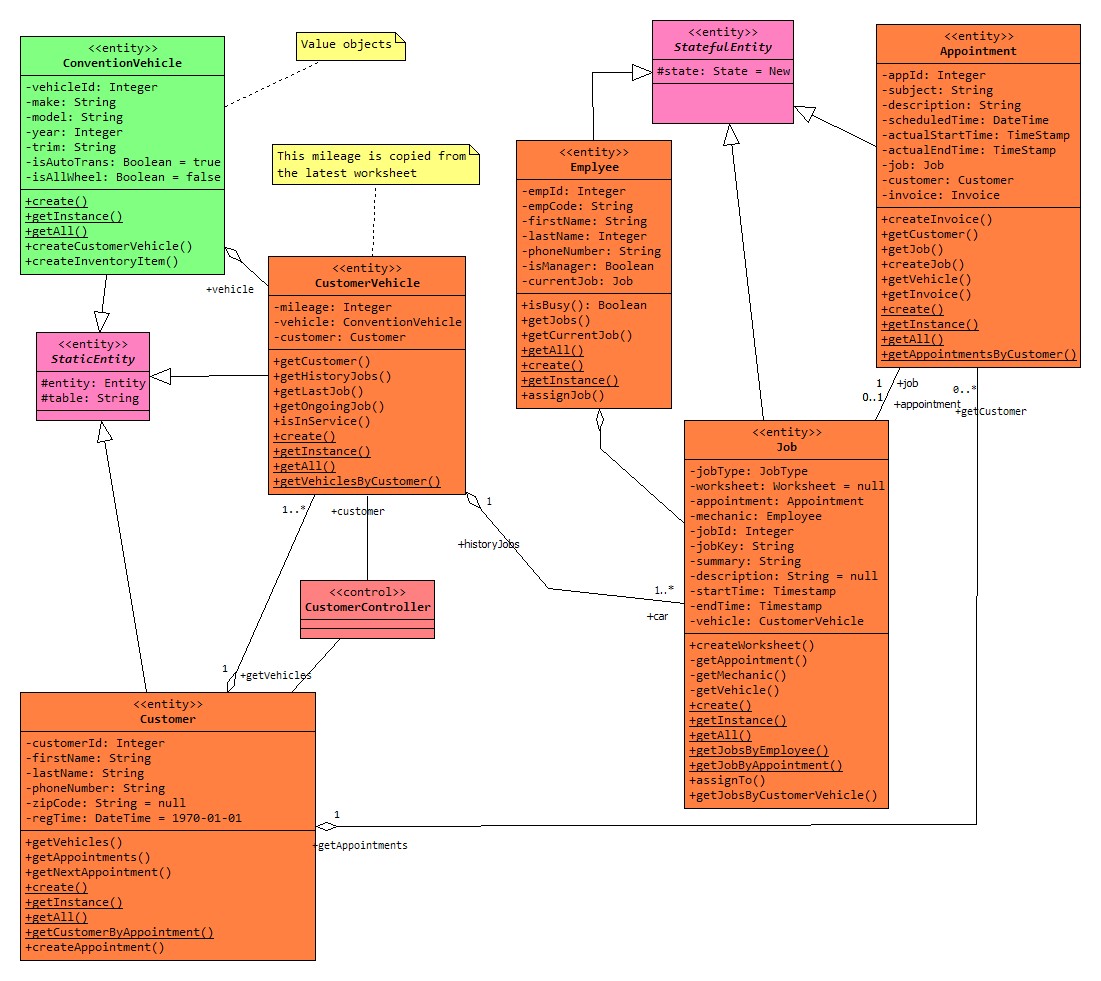 <<entity>>
ConventionVehicle
-vehicleId: Integer
-make: String
-model: String
-year: Integer
-trim: String
-isAutoTrans: Boolean = true
-isAllWheel: Boolean = false
+create()
+getInstance()
+getAll()
+createCustomerVehicle()
+createInventoryItem()
Value objects
This mileage is copied from
the latest worksheet
<<entity>>
StatefulEntity
#state: State = New
<<entity>>
Appointment
-appId: Integer
-subject: String
-description: String
-scheduledTime: DateTime
-actualStartTime: TimeStamp
-actualEndTime: TimeStamp
-job: Job
-customer: Customer
-invoice: Invoice
+createInvoice()
+getCustomer()
+getJob()
+createJob()
+getVehicle()
+getInvoice()
+create()
+getInstance()
+getAll()
+getAppointmentsByCustomer()
<<entity>>
Emplyee
-empId: Integer
-empCode: String
-firstName: String
-lastName: Integer
-phoneNumber: String
-isManager: Boolean
-currentJob: Job
+isBusy(): Boolean
+getJobs()
+getCurrentJob()
+getAll()
+create()
+getInstance()
+assignJob()
+vehicle
<<entity>>
CustomerVehicle
-mileage: Integer
-vehicle: ConventionVehicle
-customer: Customer
+getCustomer()
+getHistoryJobs()
+getLastJob()
+getOngoingJob()
+isInService()
+create()
+getInstance()
+getAll()
+getVehiclesByCustomer()
<<entity>>
StaticEntity
#entity: Entity
#table: String
1
+job
0..1
+appointment
0..*
+getCustomer
<<entity>>
Job
-jobType: JobType
-worksheet: Worksheet = null
-appointment: Appointment
-mechanic: Employee
-jobId: Integer
-jobKey: String
-summary: String
-description: String = null
-startTime: Timestamp
-endTime: Timestamp
-vehicle: CustomerVehicle
+createWorksheet()
-getAppointment()
-getMechanic()
-getVehicle()
+create()
+getInstance()
+getAll()
+getJobsByEmployee()
+getJobByAppointment()
+assignTo()
+getJobsByCustomerVehicle()
1..*
+customer
1
+historyJobs
1..*
+car
<<control>>
CustomerController
1
+getVehicles
<<entity>>
Customer
-customerId: Integer
-firstName: String
-lastName: String
-phoneNumber: String
-zipCode: String = null
-regTime: DateTime = 1970-01-01
+getVehicles()
+getAppointments()
+getNextAppointment()
+create()
+getInstance()
+getAll()
+getCustomerByAppointment()
+createAppointment()
1
+getAppointments